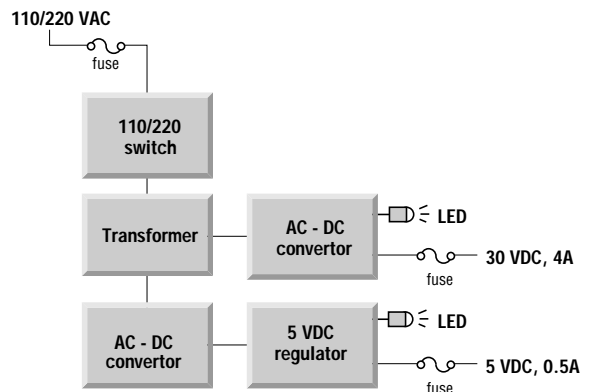 110/220 VAC
fuse
110/220
switch
Transformer
AC - DC
convertor
LED
30 VDC, 4A
fuse
AC - DC
convertor
5 VDC
regulator
LED
5 VDC, 0.5A
fuse